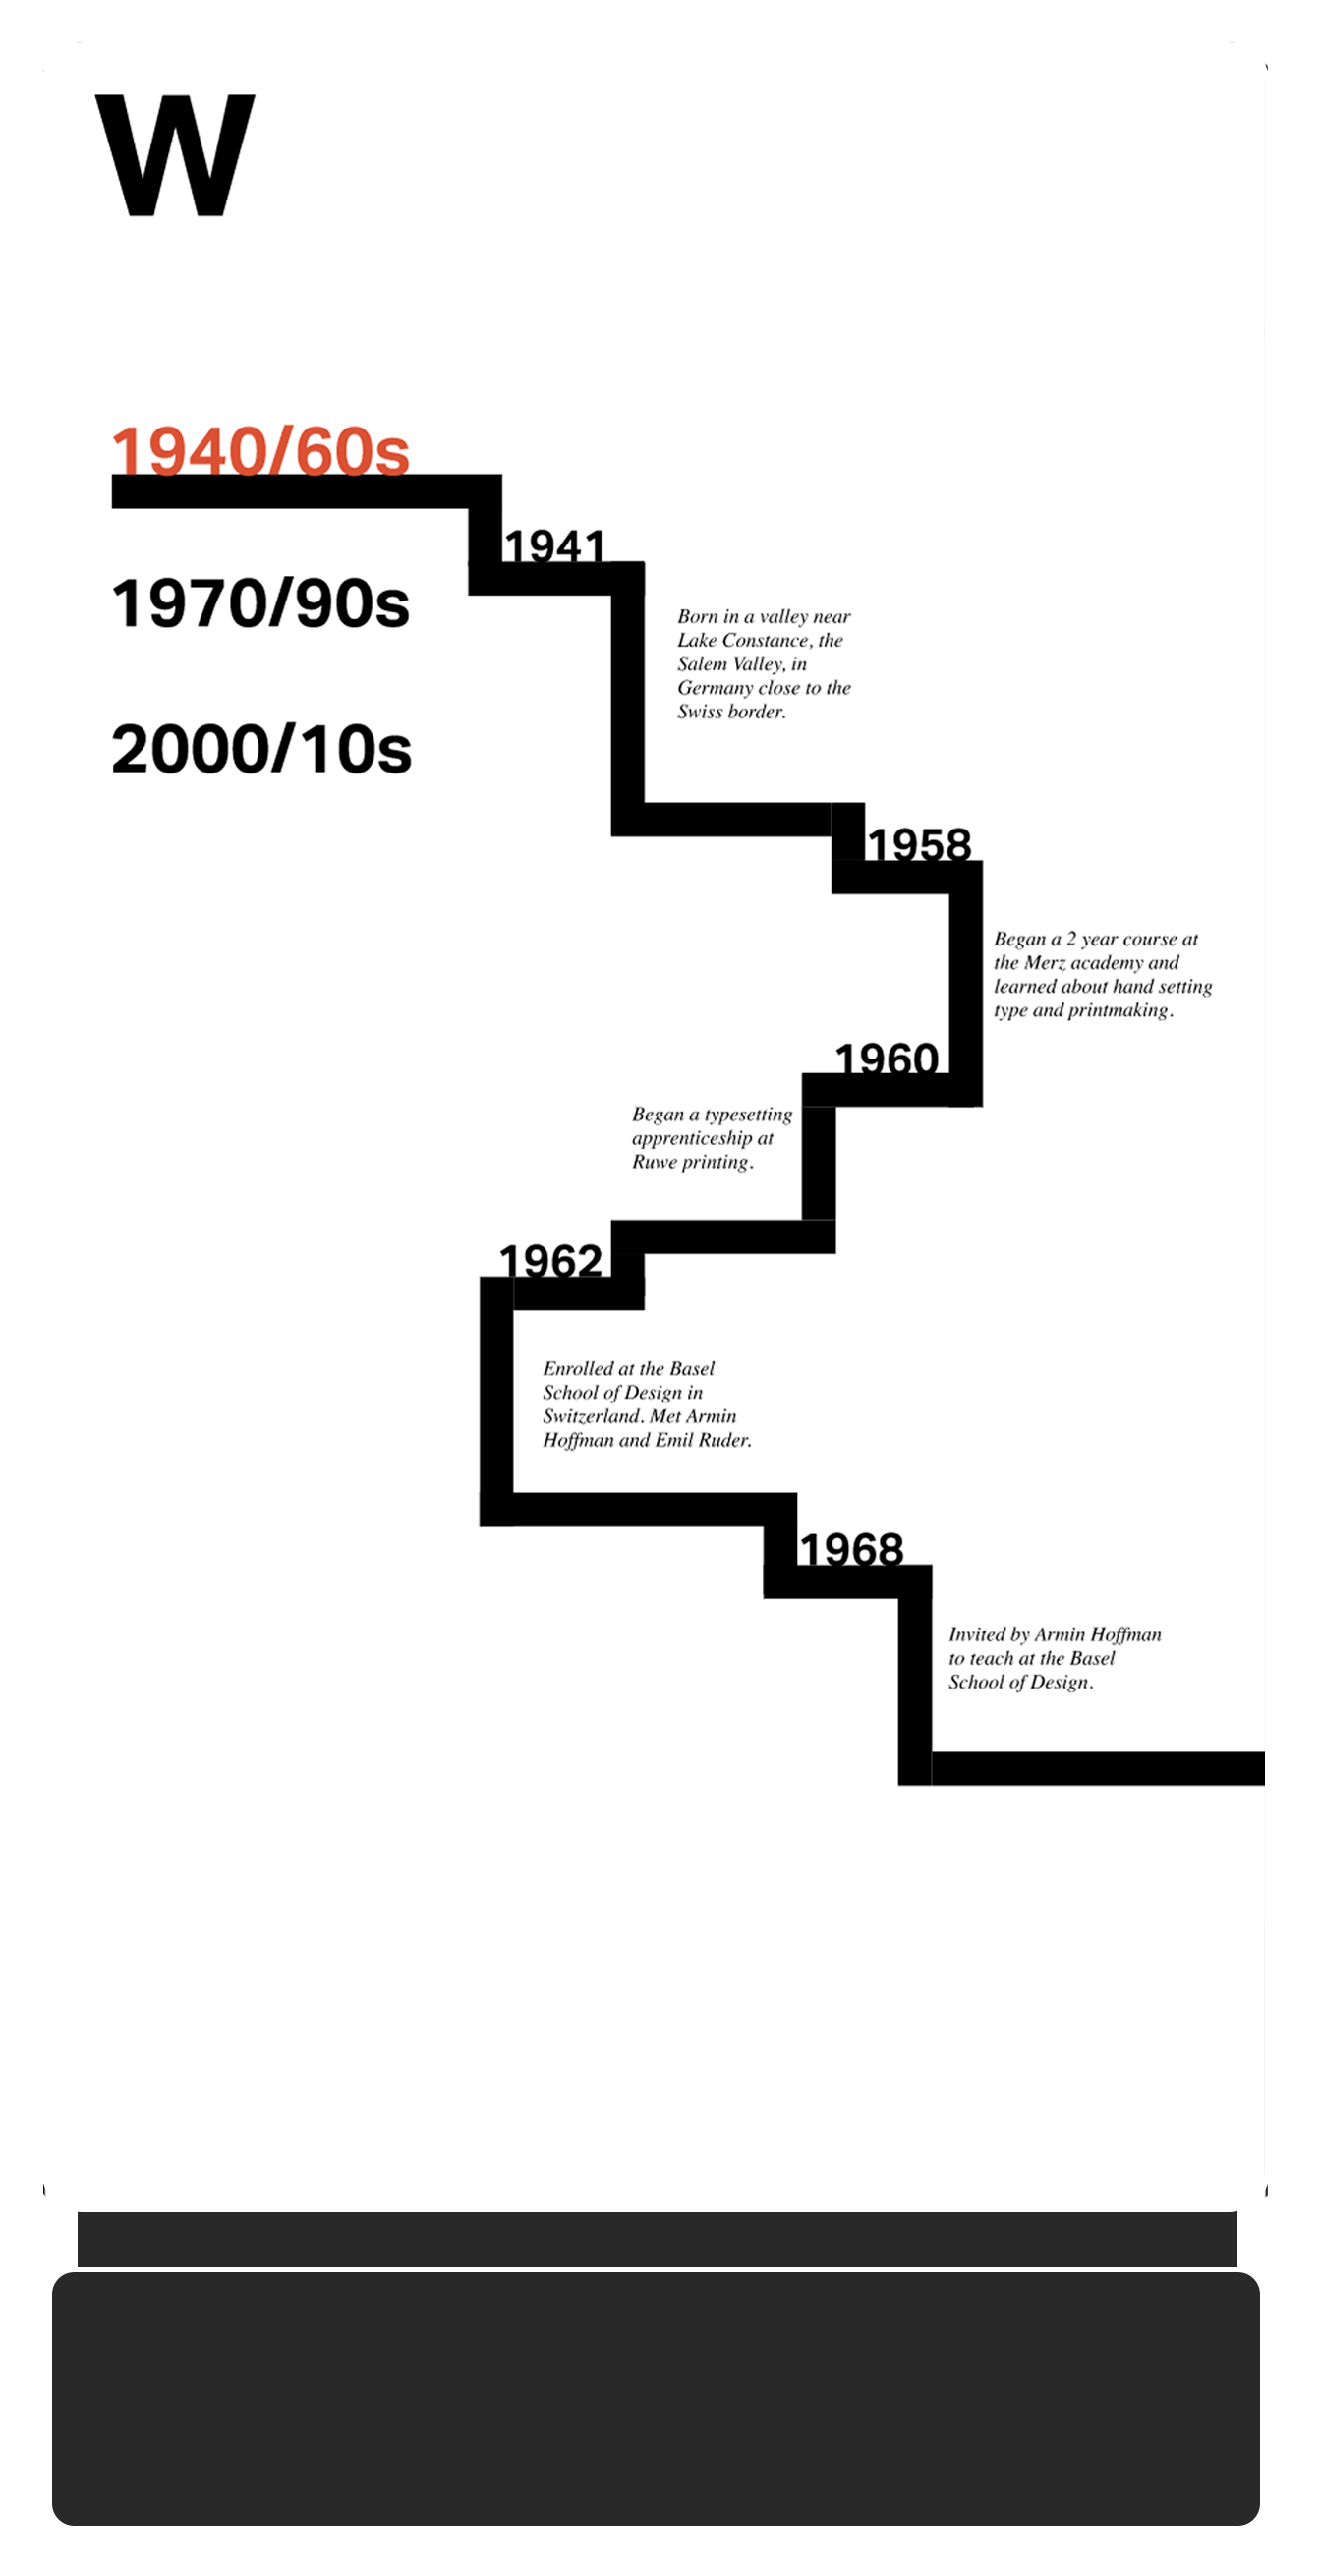 W
1940/60s
1970/90s
2000/10s
1941
Born in a valley near
Lake Constance, the
Salem Valley, in
Germany close to the
Swiss border.
1958
Began a 2 year course at
the Merz academy and
learned about hand setting
type and printmaking.
1960
Began a typesetting
apprenticeship at
Ruwe printing.
1962
Enrolled at the Basel
School of Design in
Switzerland. Met Armin
Hoffman and Emil Ruder.
1968
Invited by Armin Hoffman
to teach at the Basel
School of Design.